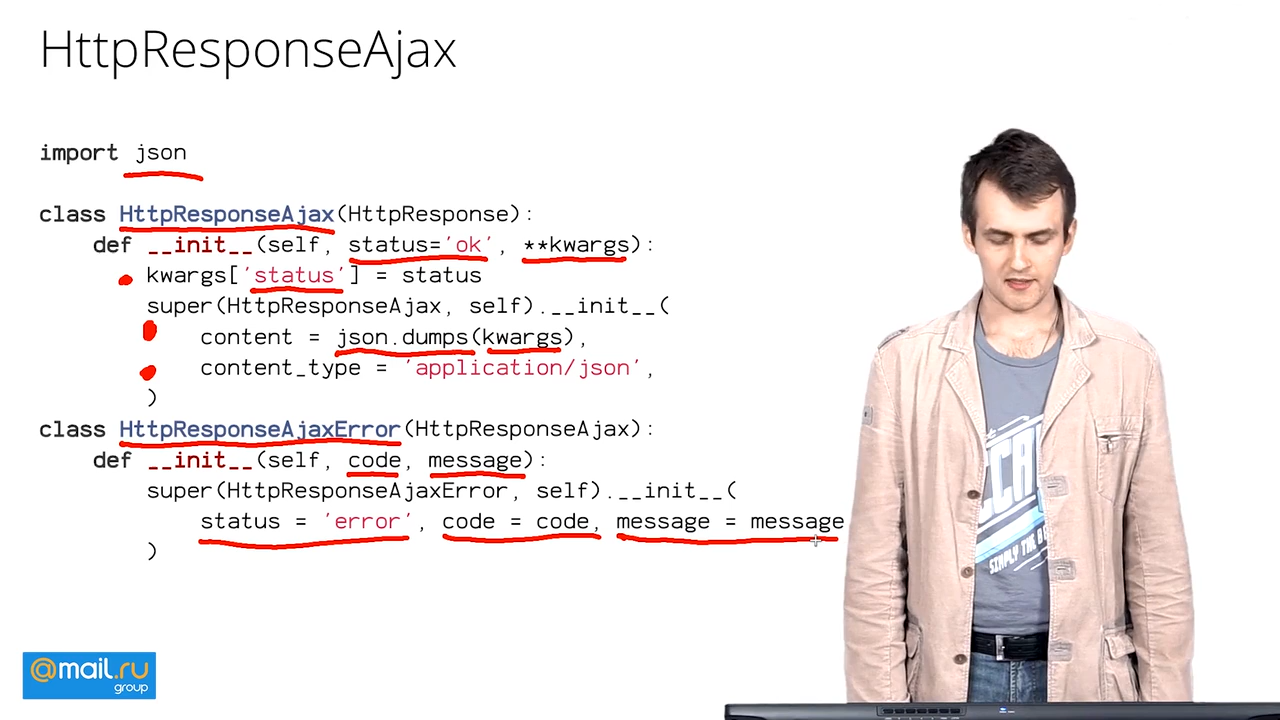 HttpResponseAjax
import json
class HttpResponseAjax(HttpResponse):
    def __init__(self, status='ok', **kwargs):
        kwargs['status'] = status
        super(HttpResponseAjax, self).__init__(
            content = json.dumps(kwargs),
            content_type = 'application/json',
        )
class HttpResponseAjaxError(HttpResponseAjax):
    def __init__(self, code, message):
        super(HttpResponseAjaxError, self).__init__(
            status = 'error', code = code, message = message
        )
SIMPLY THE
@mail.ru
group